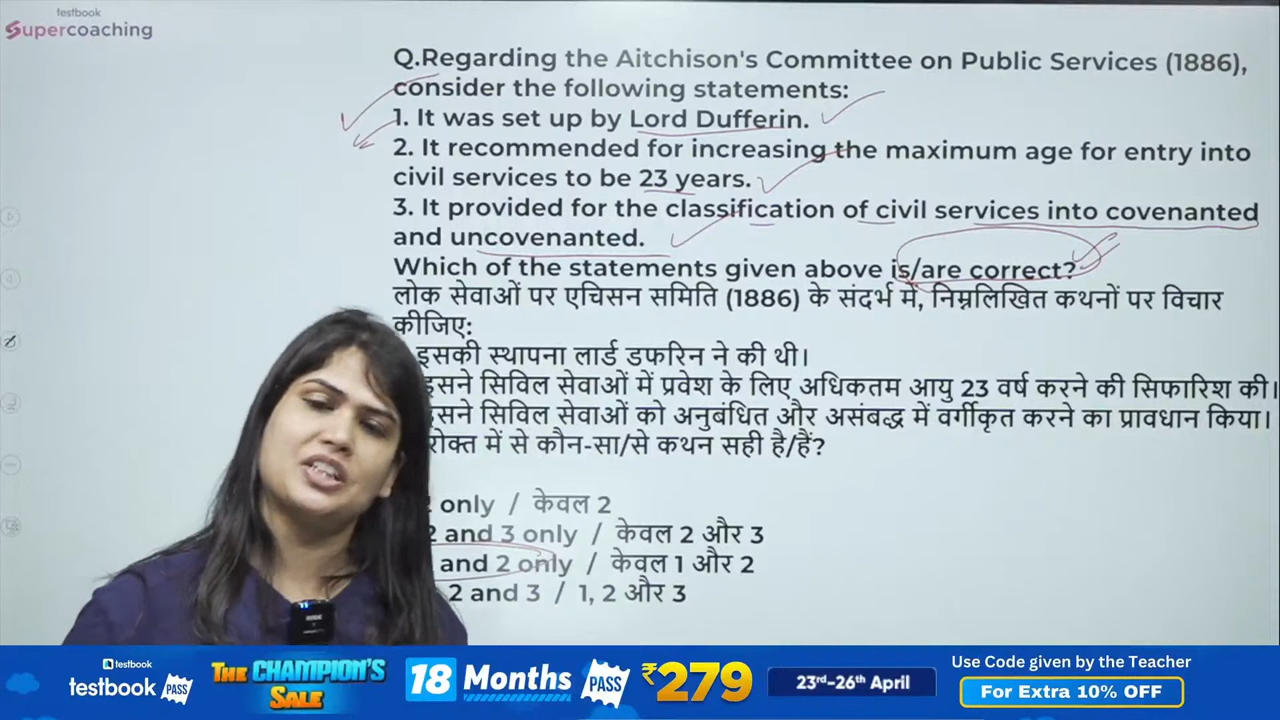 testbook
Supercoaching
Q.Regarding the Aitchison's Committee on Public Services (1886),
consider the following statements:
1. It was set up by Lord Dufferin.
2. It recommended for increasing the maximum age for entry into
civil services to be 23 years.
3. It provided for the classification of civil services into covenanted
and uncovenanted.
Which of the statements given above is/are correct?
लोक सेवाओं पर एचिसन समिति (1886) के संदर्भ में, निम्नलिखित कथनों पर विचार
कीजिए:
इसकी स्थापना लार्ड डफरिन ने की थी।
इसने सिविल सेवाओं में प्रवेश के लिए अधिकतम आयु 23 वर्ष करने की सिफारिश की।
इसने सिविल सेवाओं को अनुबंधित और असंबद्ध में वर्गीकृत करने का प्रावधान किया।
में से कौन-सा/से कथन सही है/हैं?
only / केवल 2
2 and 3 only / केवल 2 और 3
and 2 only / केवल 1 और 2
2 and 3 / 1, 2 और 3
testbook
testbook PASS
THE CHAMPION'S SALE
18 Months PASS ₹279
23rd-26th April
Use Code given by the Teacher
For Extra 10% OFF